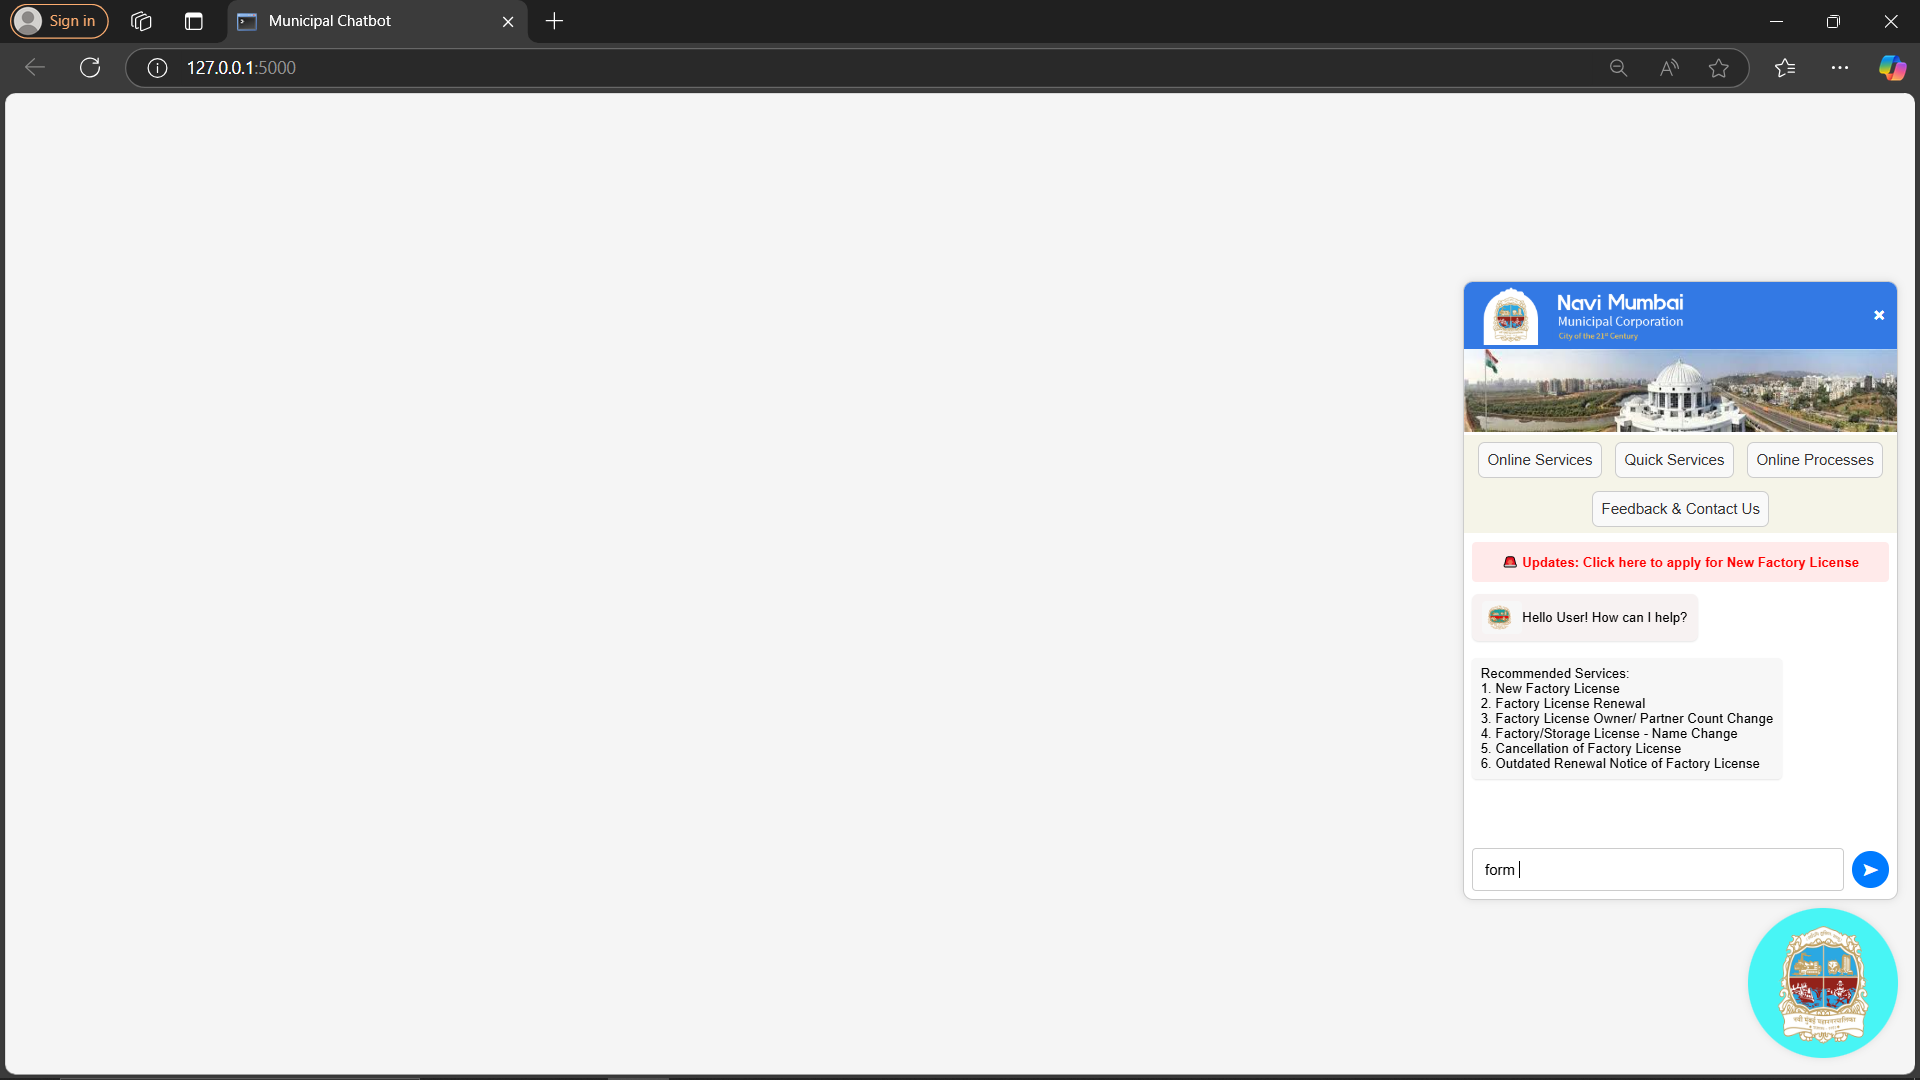 Sign in
Municipal Chatbot
127.0.0.1:5000
Navi Mumbai
Municipal Corporation
City of the 21st Century
Online Services
Quick Services
Online Processes
Feedback & Contact Us
🚨 Updates: Click here to apply for New Factory License
Hello User! How can I help?
Recommended Services:
1. New Factory License
2. Factory License Renewal
3. Factory License Owner/ Partner Count Change
4. Factory/Storage License - Name Change
5. Cancellation of Factory License
6. Outdated Renewal Notice of Factory License
form
नवी मुंबई महानगरपालिका